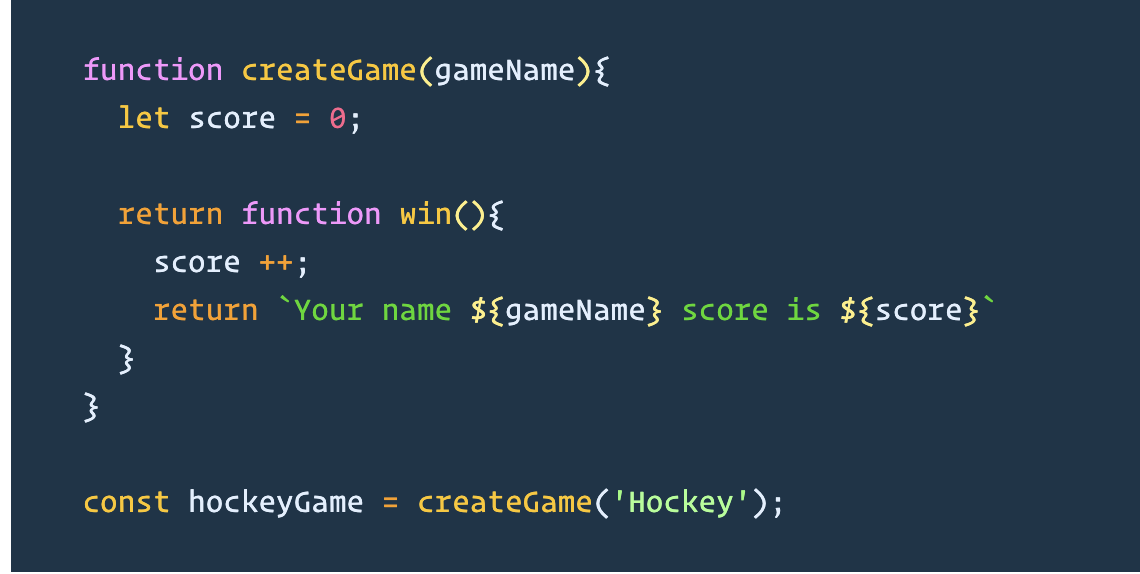 function createGame(gameName){
  let score = 0;

  return function win(){
    score ++;
    return `Your name ${gameName} score is ${score}`
  }
}

const hockeyGame = createGame('Hockey');